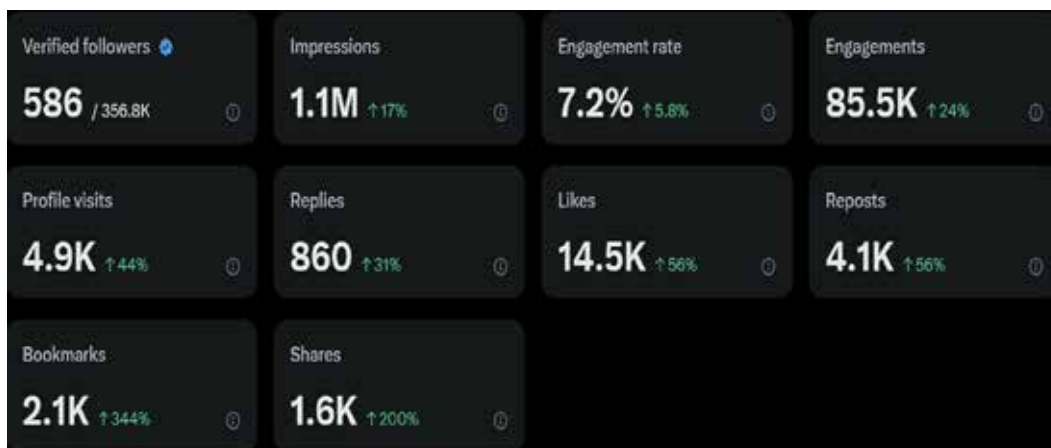 Verified followers
586 / 356.8K
Impressions
1.1M ↑17%
Engagement rate
7.2% ↑5.8%
Engagements
85.5K ↑24%
Profile visits
4.9K ↑44%
Replies
860 ↑31%
Likes
14.5K ↑56%
Reposts
4.1K ↑56%
Bookmarks
2.1K ↑344%
Shares
1.6K ↑200%